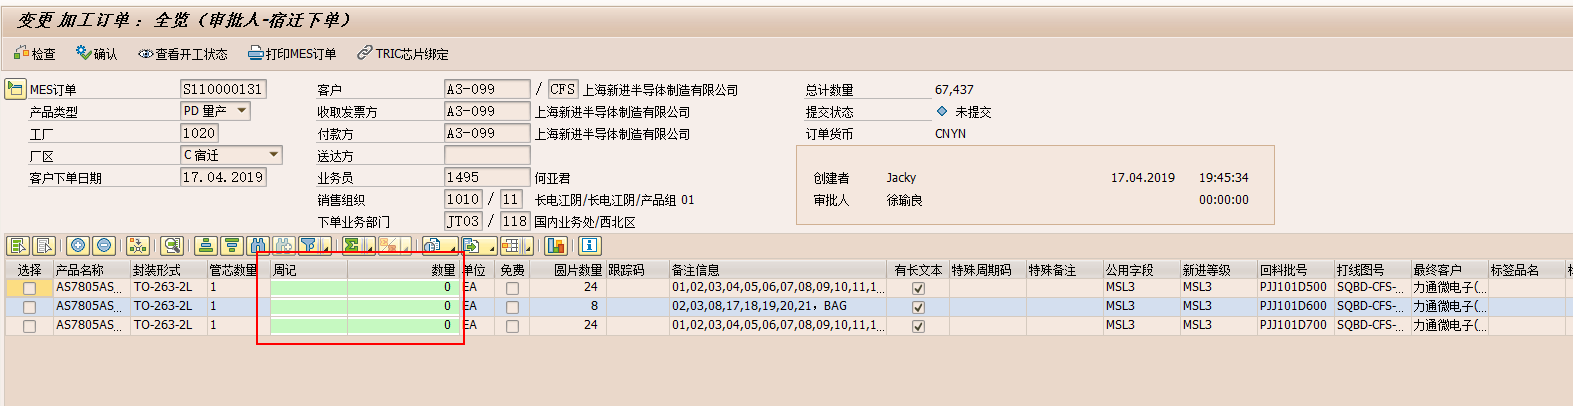 变更 加工订单 : 全览 (审批人-宿迁下单)
检查 确认 查看开工状态 打印MES订单 TRIC芯片绑定
MES订单 S110000131 客户 A3-099 / CFS 上海新进半导体制造有限公司 总计数量 67,437
产品类型 PD 量产 收取发票方 A3-099 上海新进半导体制造有限公司 提交状态 未提交
工厂 1020 付款方 A3-099 上海新进半导体制造有限公司 订单货币 CNYN
厂区 C 宿迁 送达方
客户下单日期 17.04.2019 业务员 1495 何亚君 创建者 Jacky 17.04.2019 19:45:34
销售组织 1010 / 11 长电江阴/长电江阴/产品组 01 审批人 徐瑜良 00:00:00
下单业务部门 JT03 / 118 国内业务处/西北区
选择 产品名称 封装形式 管芯数量 周记 数量 单位 免费 圆片数量 跟踪码 备注信息 有长文本 特殊周期码 特殊备注 公用字段 新进等级 回料批号 打线图号 最终客户 标签品名
AS7805AS... TO-263-2L 1 0 EA 24 01,02,03,04,05,06,07,08,09,10,11,1... MSL3 MSL3 PJJ101D500 SQBD-CFS-... 力通微电子(...
AS7805AS... TO-263-2L 1 0 EA 8 02,03,08,17,18,19,20,21，BAG MSL3 MSL3 PJJ101D600 SQBD-CFS-... 力通微电子(...
AS7805AS... TO-263-2L 1 0 EA 24 01,02,03,04,05,06,07,08,09,10,11,1... MSL3 MSL3 PJJ101D700 SQBD-CFS-... 力通微电子(...